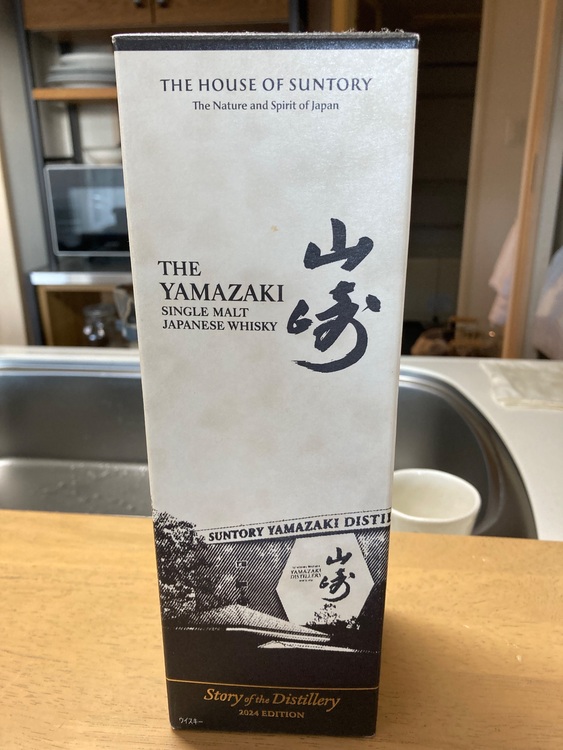 THE HOUSE OF SUNTORY
The Nature and Spirit of Japan
山崎
THE
YAMAZAKI
SINGLE MALT
JAPANESE WHISKY
SUNTORY YAMAZAKI DISTIL
山崎
YAMAZAKI
DISTILLERY
Story of the Distillery
2024 EDITION
ウイスキー